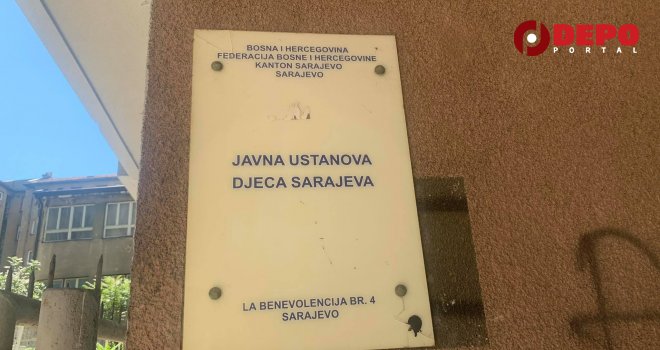 BOSNA I HERCEGOVINA
FEDERACIJA BOSNE I HERCEGOVINE
KANTON SARAJEVO
SARAJEVO
JAVNA USTANOVA
DJECA SARAJEVA
LA BENEVOLENCIJA BR. 4
SARAJEVO
DEPO
PORTAL